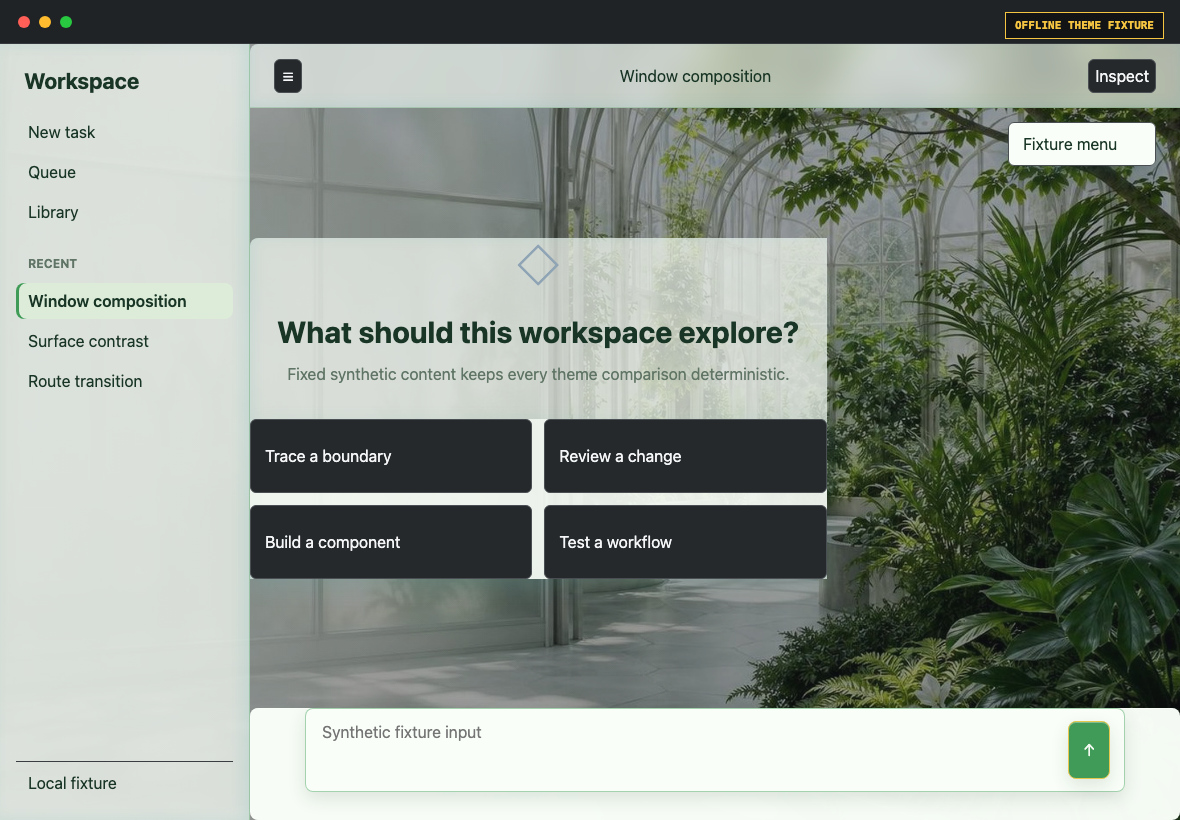 OFFLINE THEME FIXTURE
Workspace
New task
Queue
Library
RECENT
Window composition
Surface contrast
Route transition
Local fixture
Window composition
Inspect
Fixture menu
What should this workspace explore?
Fixed synthetic content keeps every theme comparison deterministic.
Trace a boundary
Review a change
Build a component
Test a workflow
Synthetic fixture input